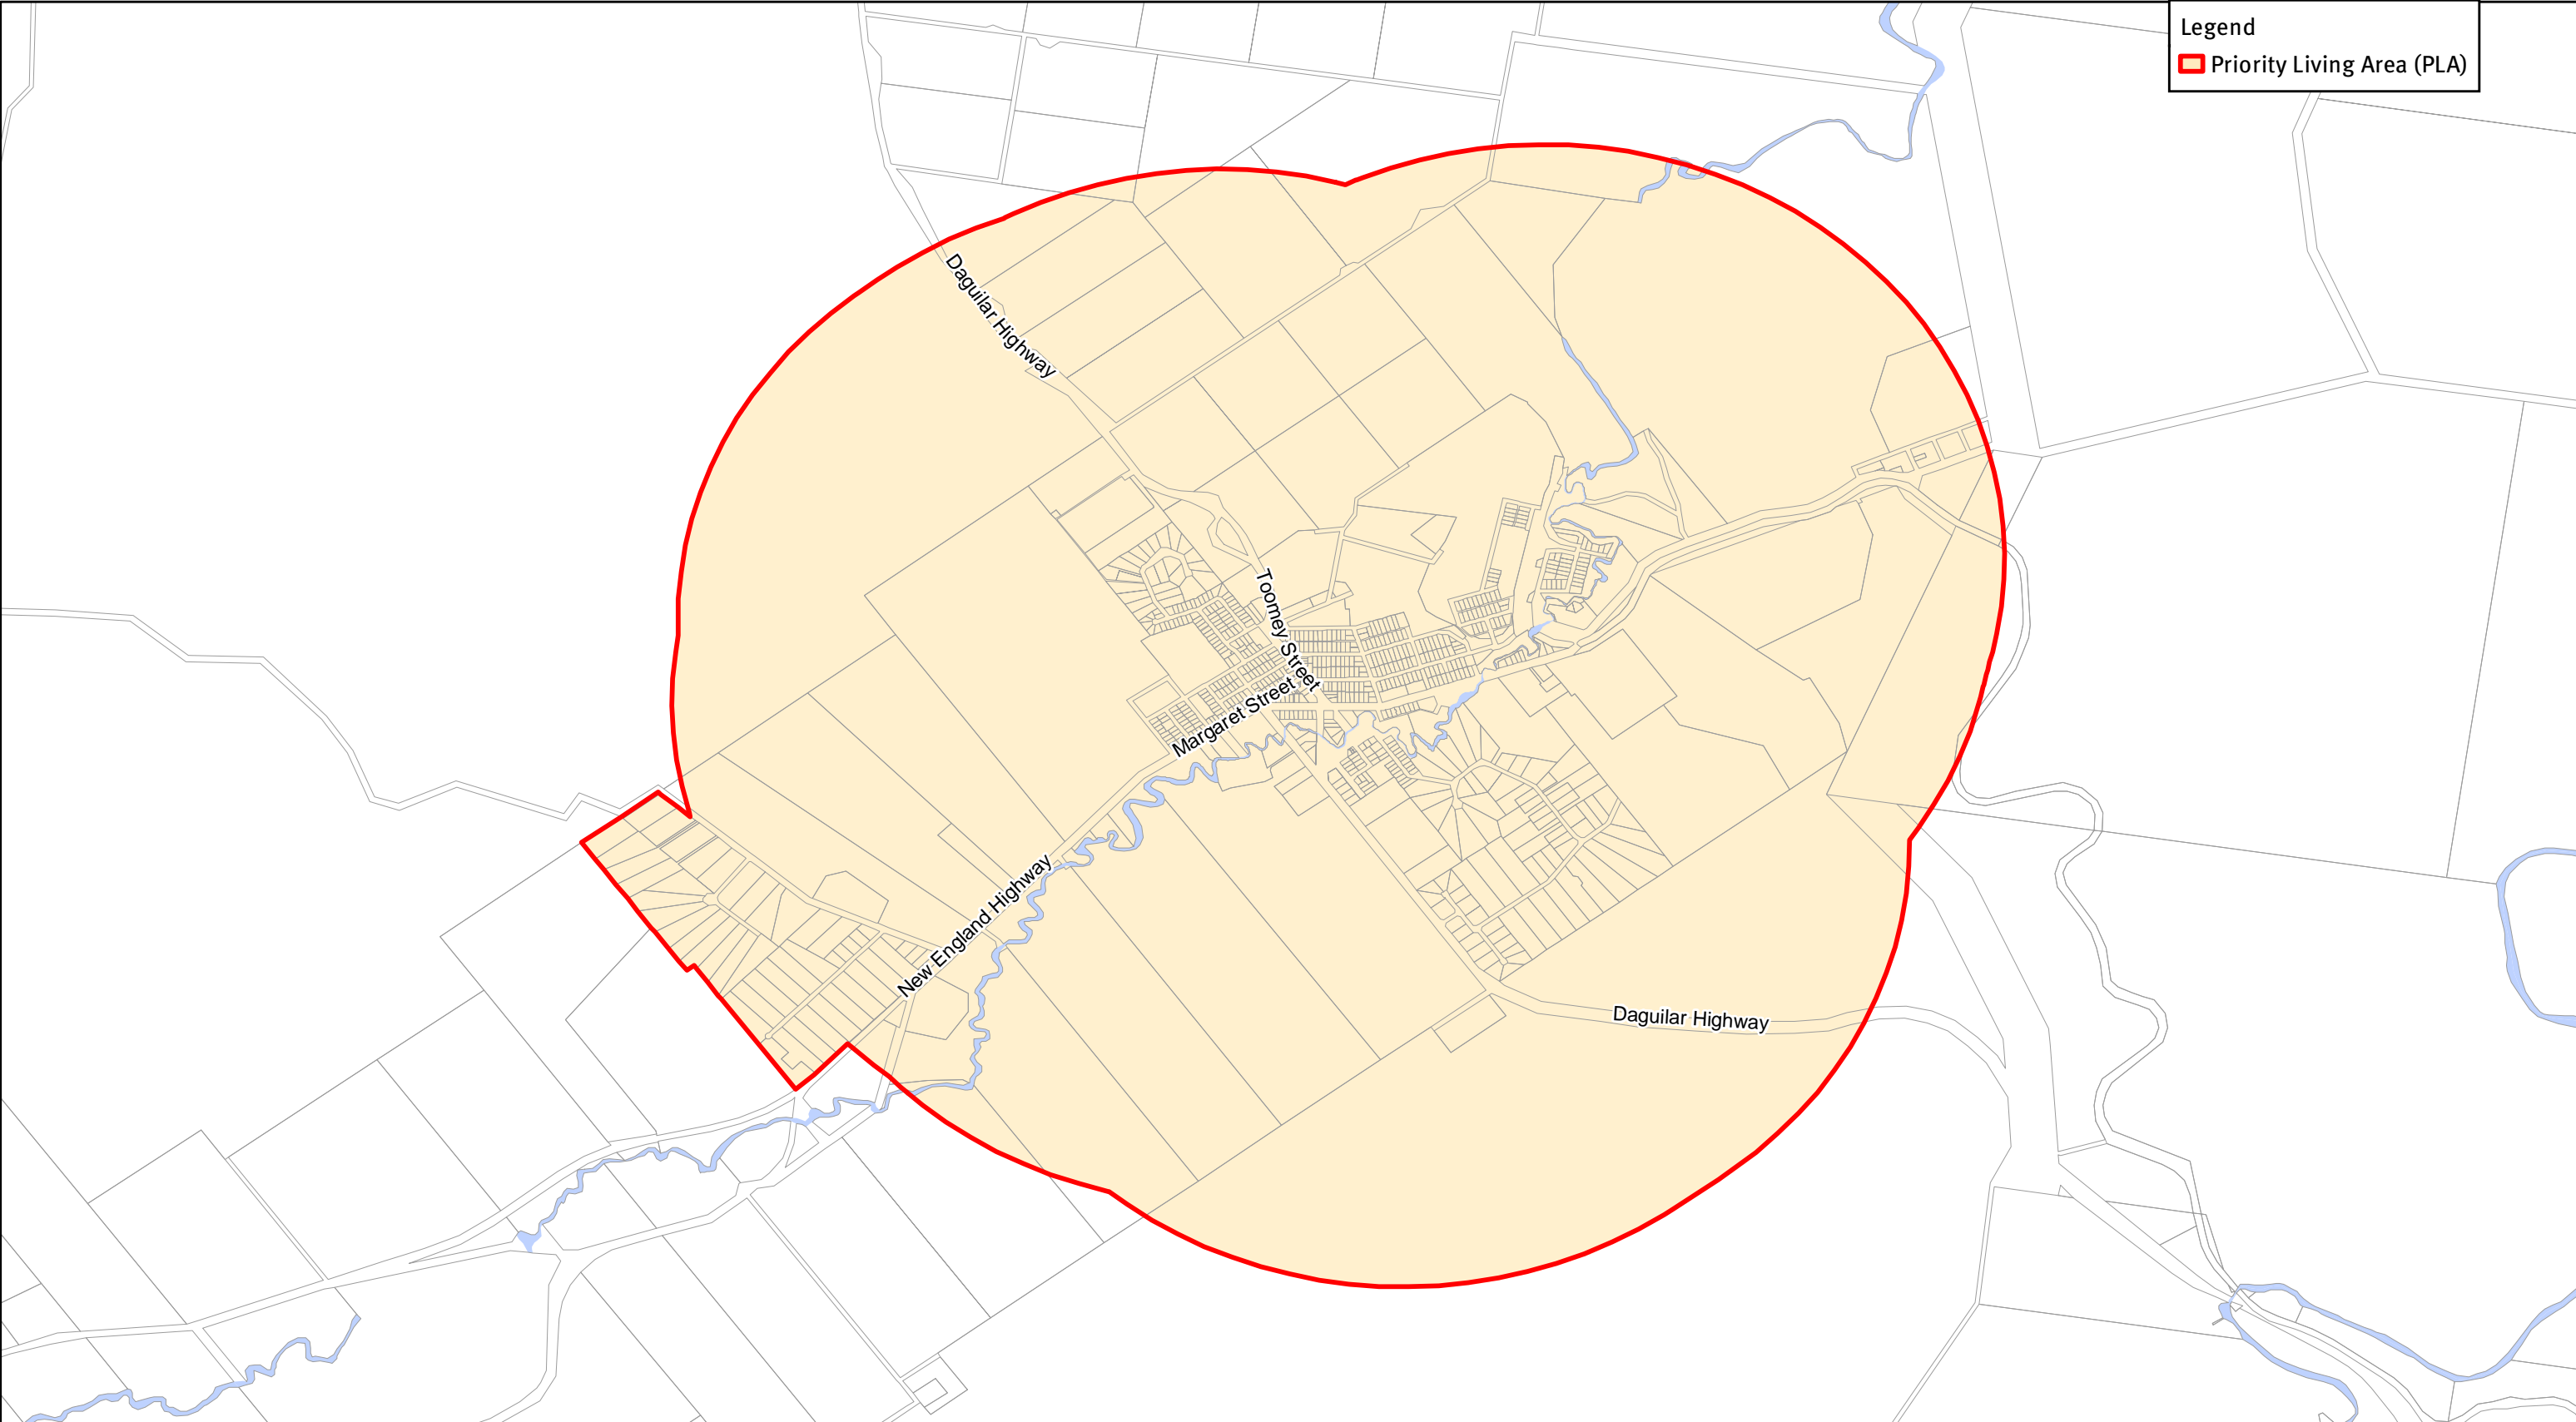 Legend
Priority Living Area (PLA)
Daguilar Highway
Toomey Street
Margaret Street
New England Highway
Daguilar Highway